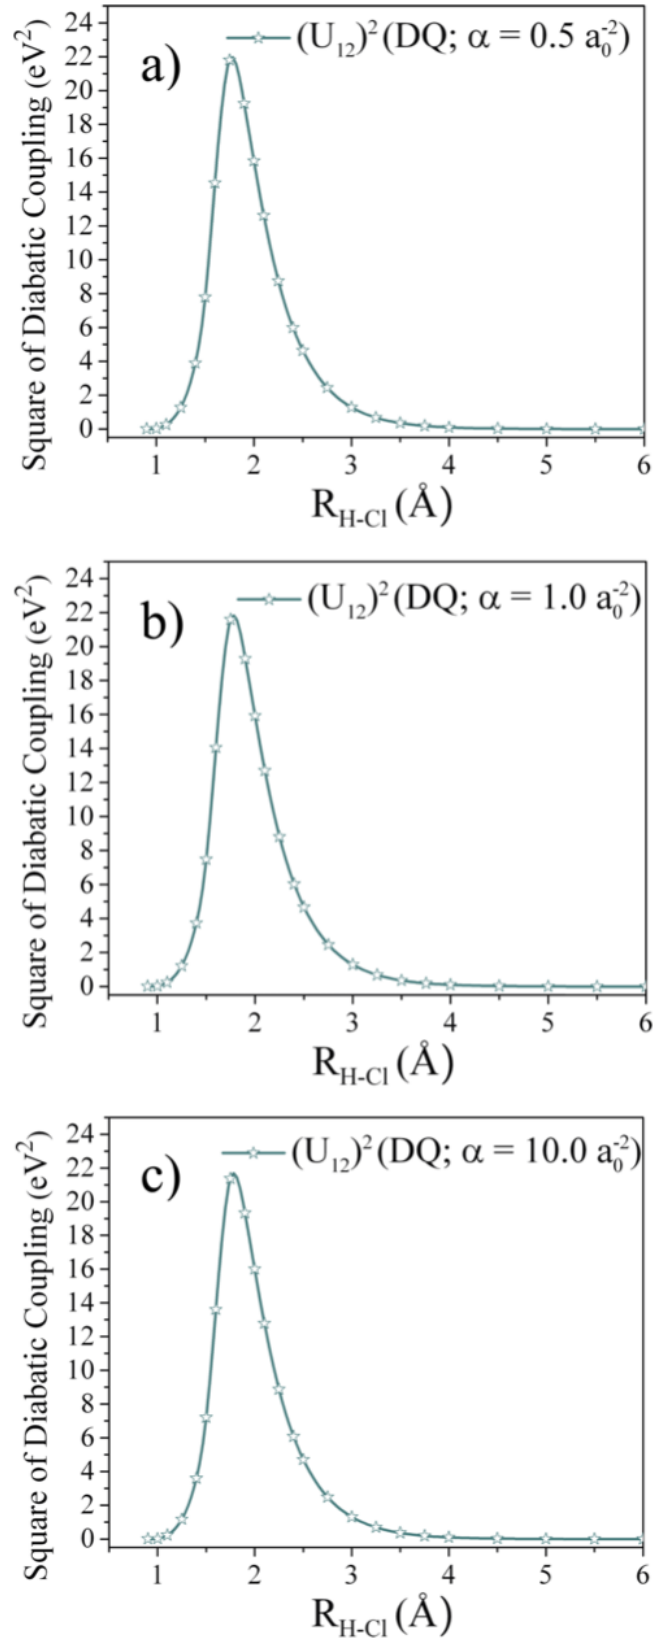 a)
(U₁₂)² (DQ; α = 0.5 a₀⁻²)
Square of Diabatic Coupling (eV²)
24
22
20
18
16
14
12
10
8
6
4
2
0
1 2 3 4 5 6
R_H-Cl (Å)
b)
(U₁₂)² (DQ; α = 1.0 a₀⁻²)
Square of Diabatic Coupling (eV²)
24
22
20
18
16
14
12
10
8
6
4
2
0
1 2 3 4 5 6
R_H-Cl (Å)
c)
(U₁₂)² (DQ; α = 10.0 a₀⁻²)
Square of Diabatic Coupling (eV²)
24
22
20
18
16
14
12
10
8
6
4
2
0
1 2 3 4 5 6
R_H-Cl (Å)